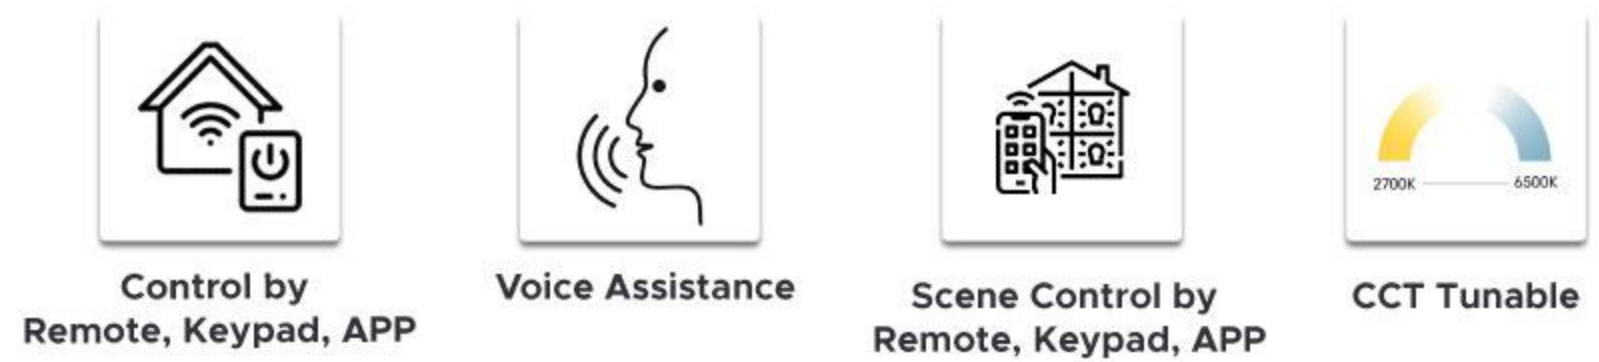 Control by
Remote, Keypad, APP
Voice Assistance
Scene Control by
Remote, Keypad, APP
2700K
6500K
CCT Tunable